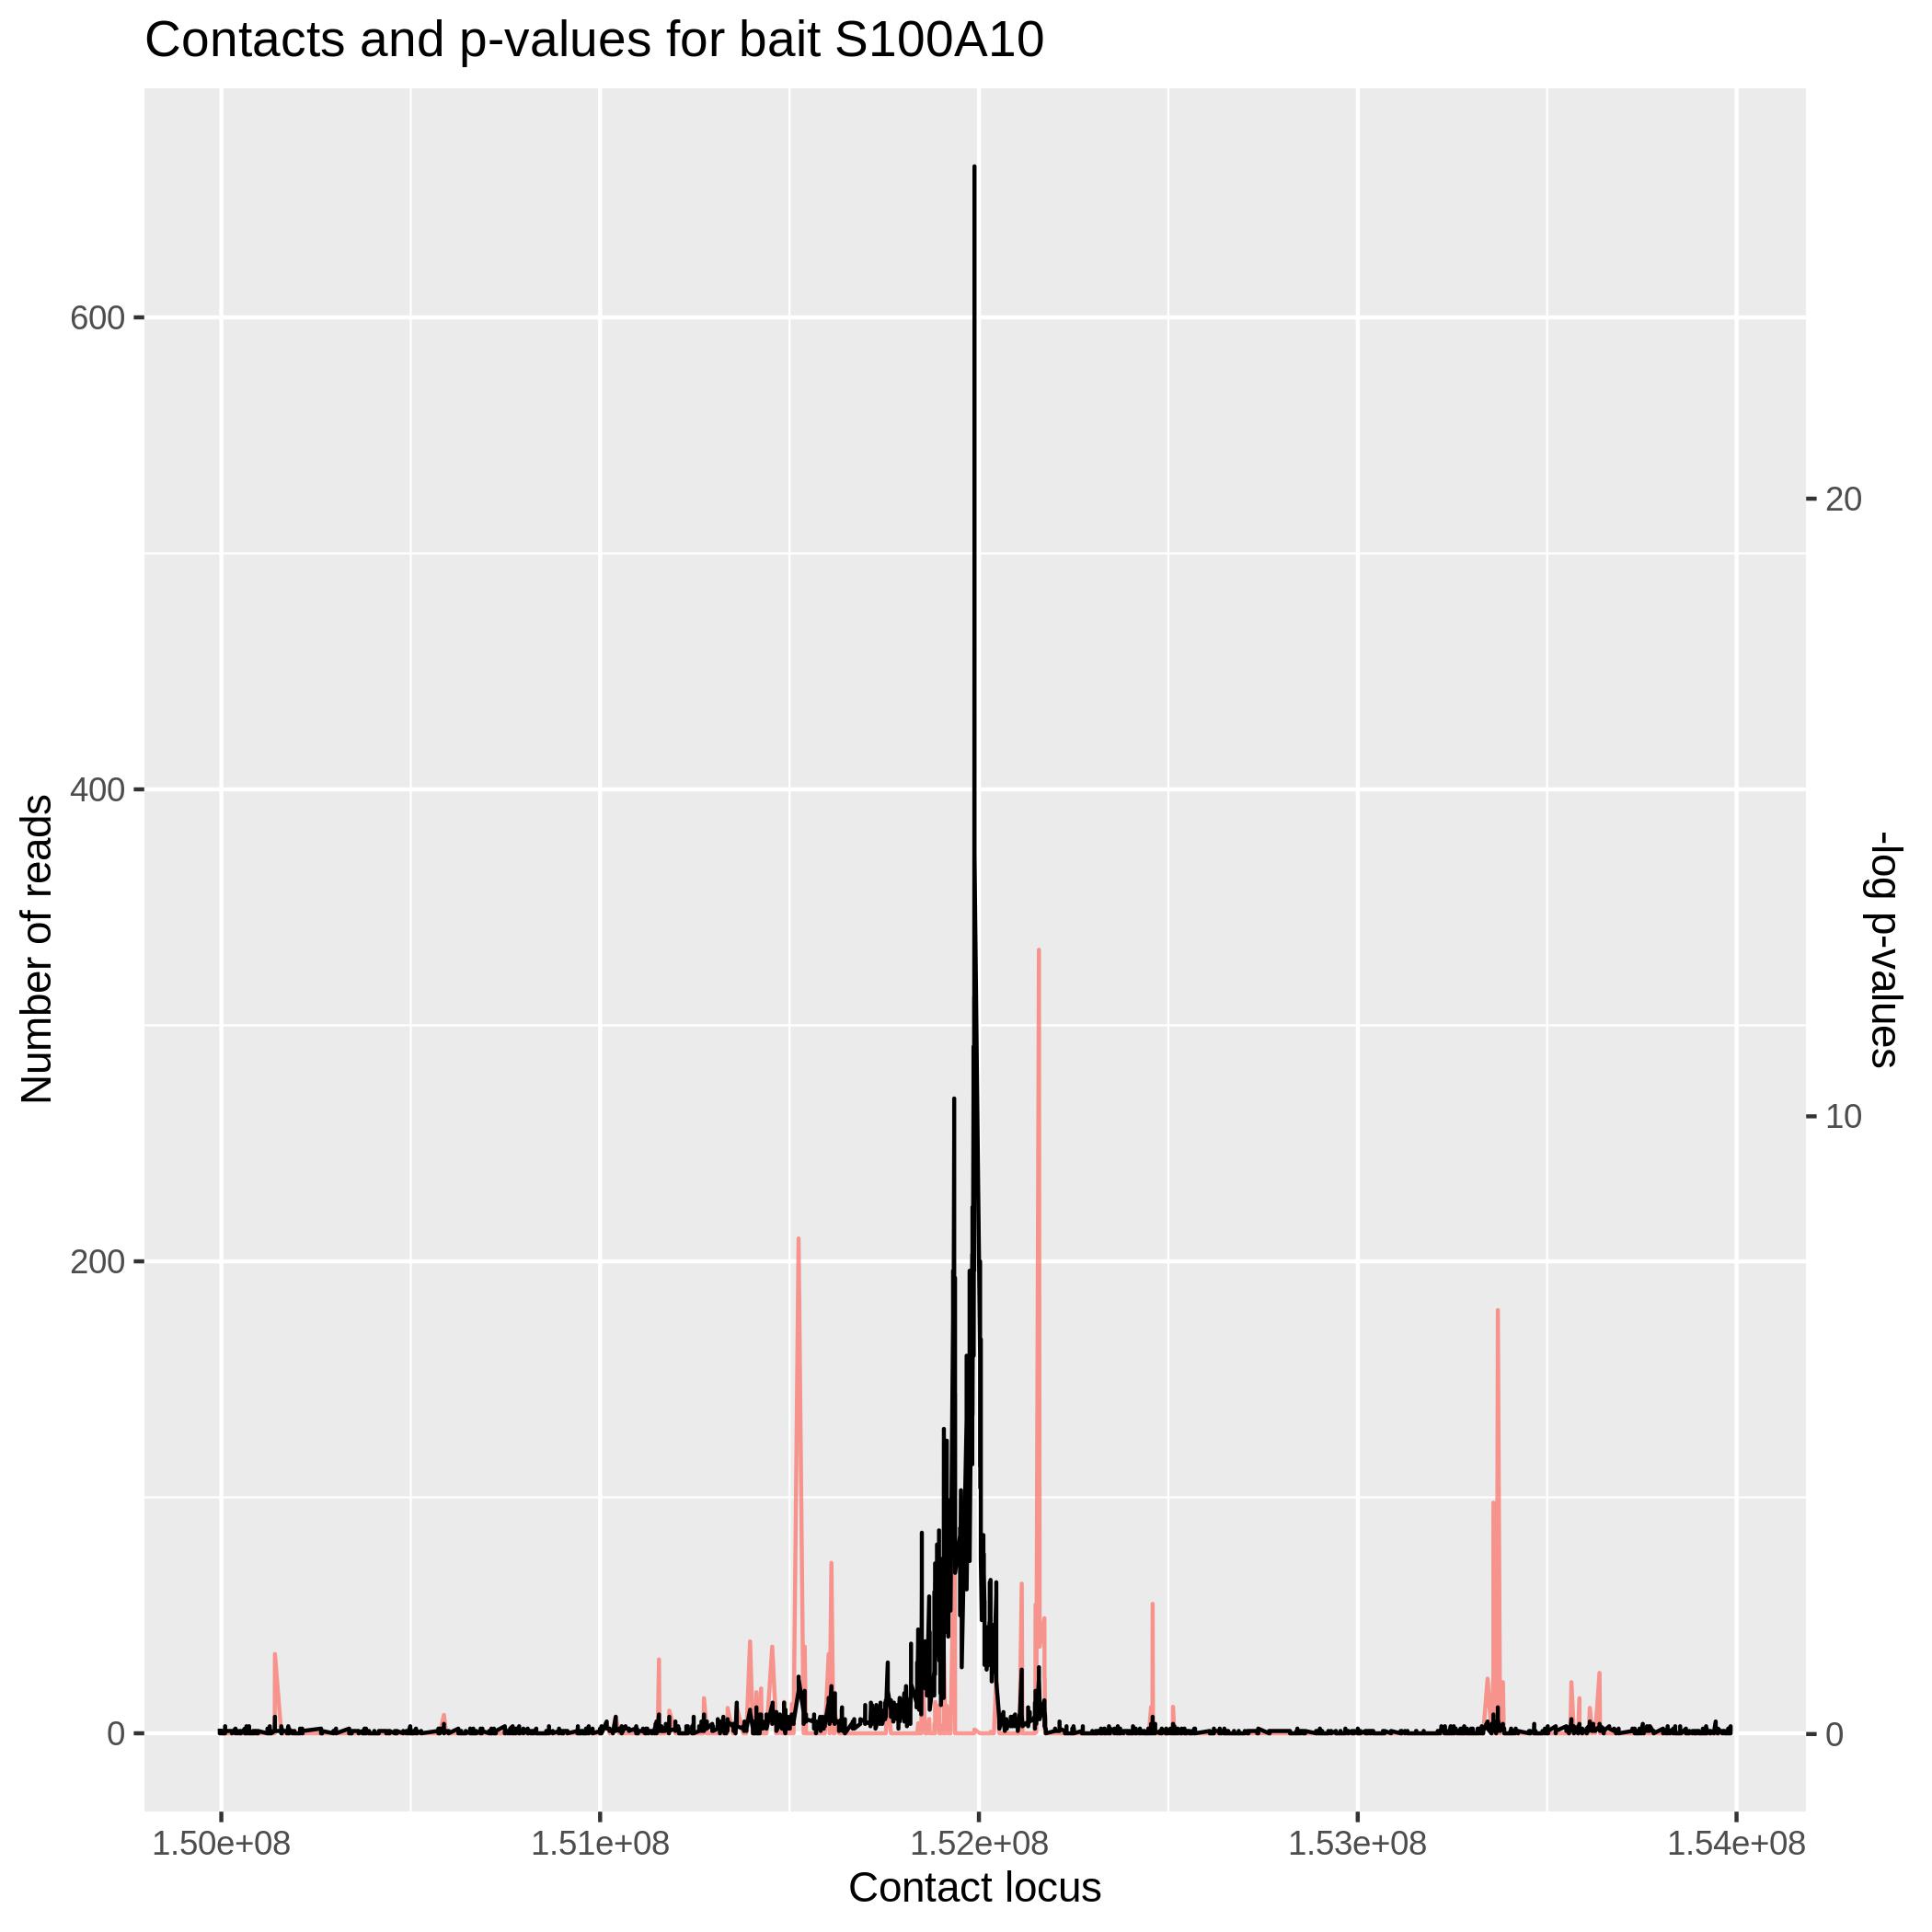 Contacts and p-values for bait S100A10
Number of reads
600
400
200
0
20
10
0
-log p-values
1.50e+08
1.51e+08
1.52e+08
1.53e+08
1.54e+08
Contact locus